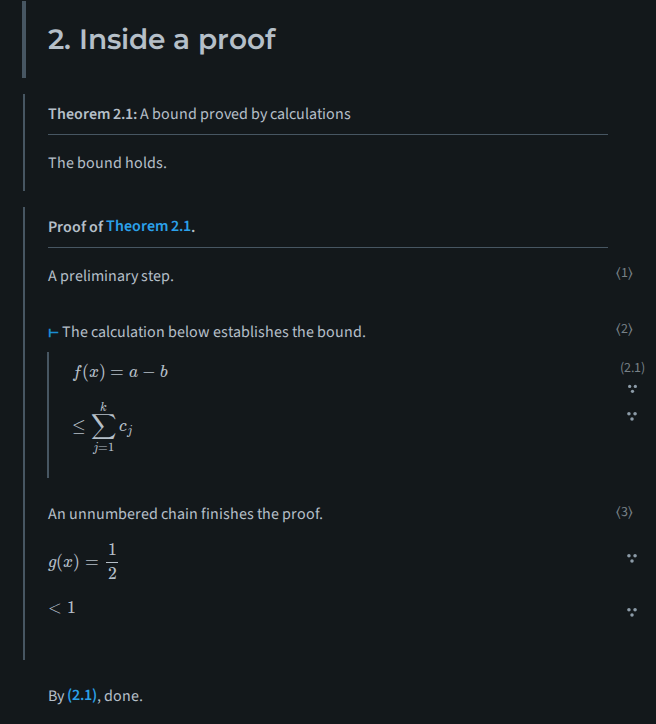 2. Inside a proof
Theorem 2.1: A bound proved by calculations
The bound holds.
Proof of Theorem 2.1.
A preliminary step. ⟨1⟩
⊢ The calculation below establishes the bound. ⟨2⟩
f(x) = a − b (2.1)
∵
≤ ∑_{j=1}^{k} c_j ∵
An unnumbered chain finishes the proof. ⟨3⟩
g(x) = 1/2 ∵
< 1 ∵
By (2.1), done.